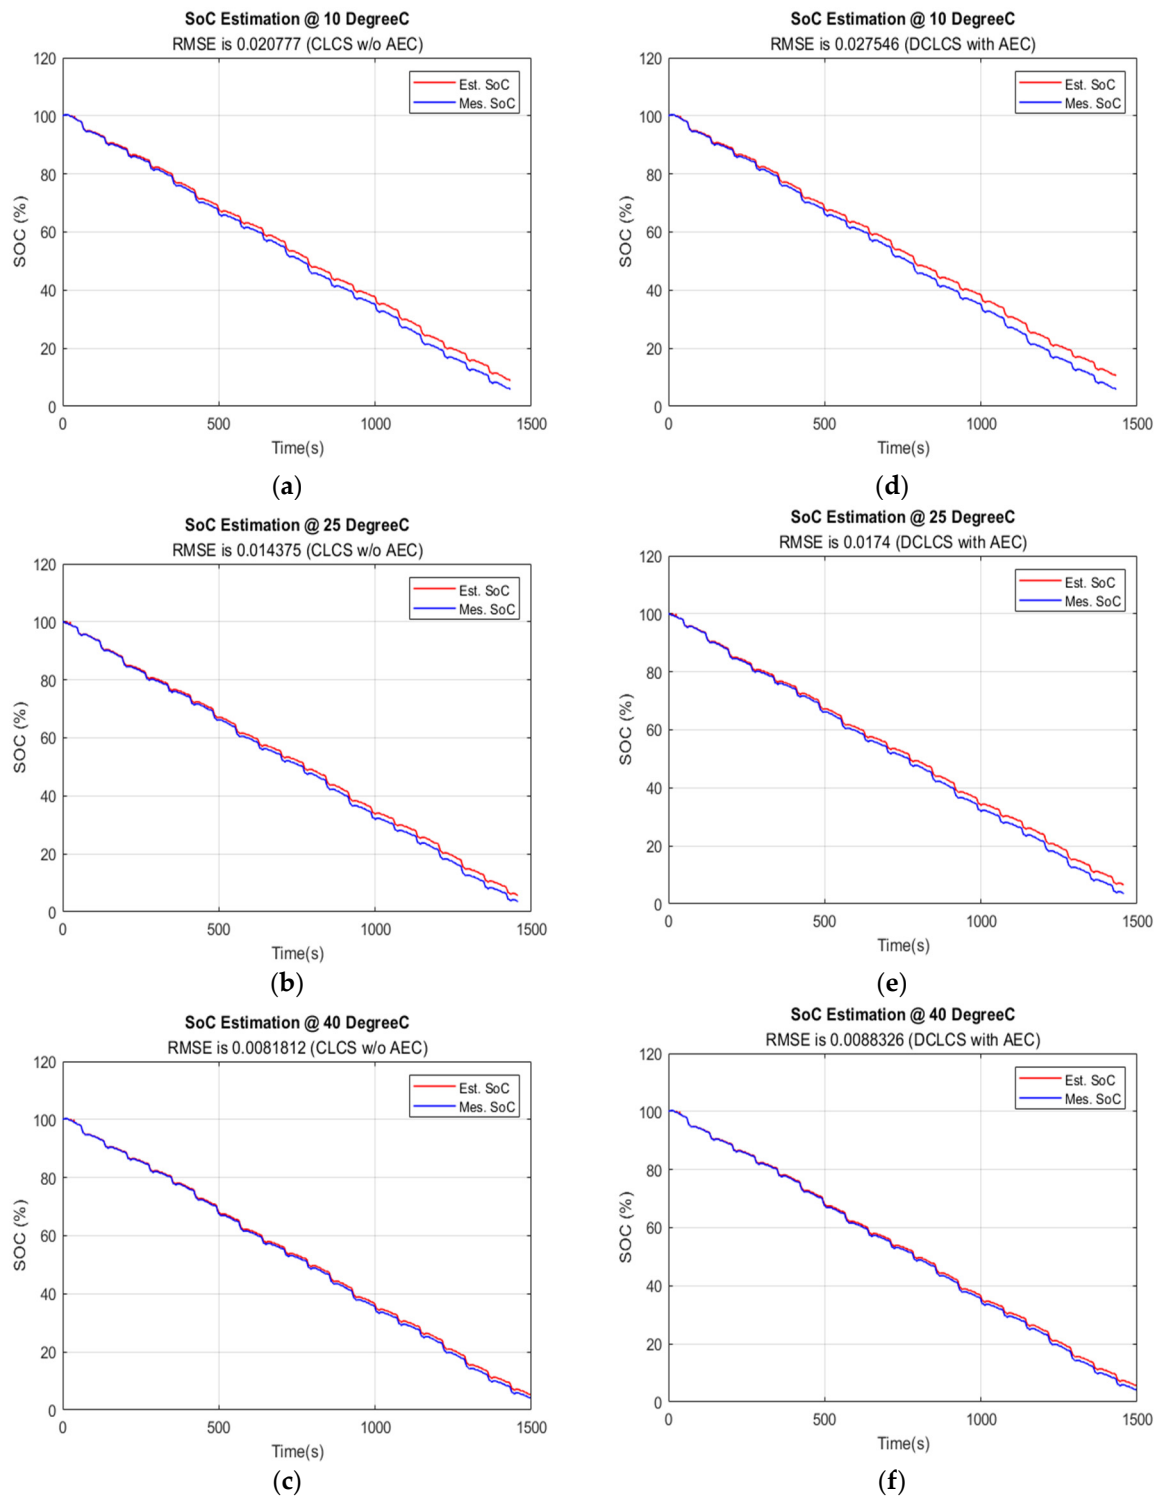 SoC Estimation @ 10 DegreeC
RMSE is 0.020777 (CLCS w/o AEC)
120
100
80
60
40
20
0
SOC (%)
Est. SoC
Mes. SoC
0 500 1000 1500
Time(s)
(a)
SoC Estimation @ 10 DegreeC
RMSE is 0.027546 (DCLCS with AEC)
120
100
80
60
40
20
0
SOC (%)
Est. SoC
Mes. SoC
0 500 1000 1500
Time(s)
(d)
SoC Estimation @ 25 DegreeC
RMSE is 0.014375 (CLCS w/o AEC)
120
100
80
60
40
20
0
SOC (%)
Est. SoC
Mes. SoC
0 500 1000 1500
Time(s)
(b)
SoC Estimation @ 25 DegreeC
RMSE is 0.0174 (DCLCS with AEC)
120
100
80
60
40
20
0
SOC (%)
Est. SoC
Mes. SoC
0 500 1000 1500
Time(s)
(e)
SoC Estimation @ 40 DegreeC
RMSE is 0.0081812 (CLCS w/o AEC)
120
100
80
60
40
20
0
SOC (%)
Est. SoC
Mes. SoC
0 500 1000 1500
Time(s)
(c)
SoC Estimation @ 40 DegreeC
RMSE is 0.0088326 (DCLCS with AEC)
120
100
80
60
40
20
0
SOC (%)
Est. SoC
Mes. SoC
0 500 1000 1500
Time(s)
(f)